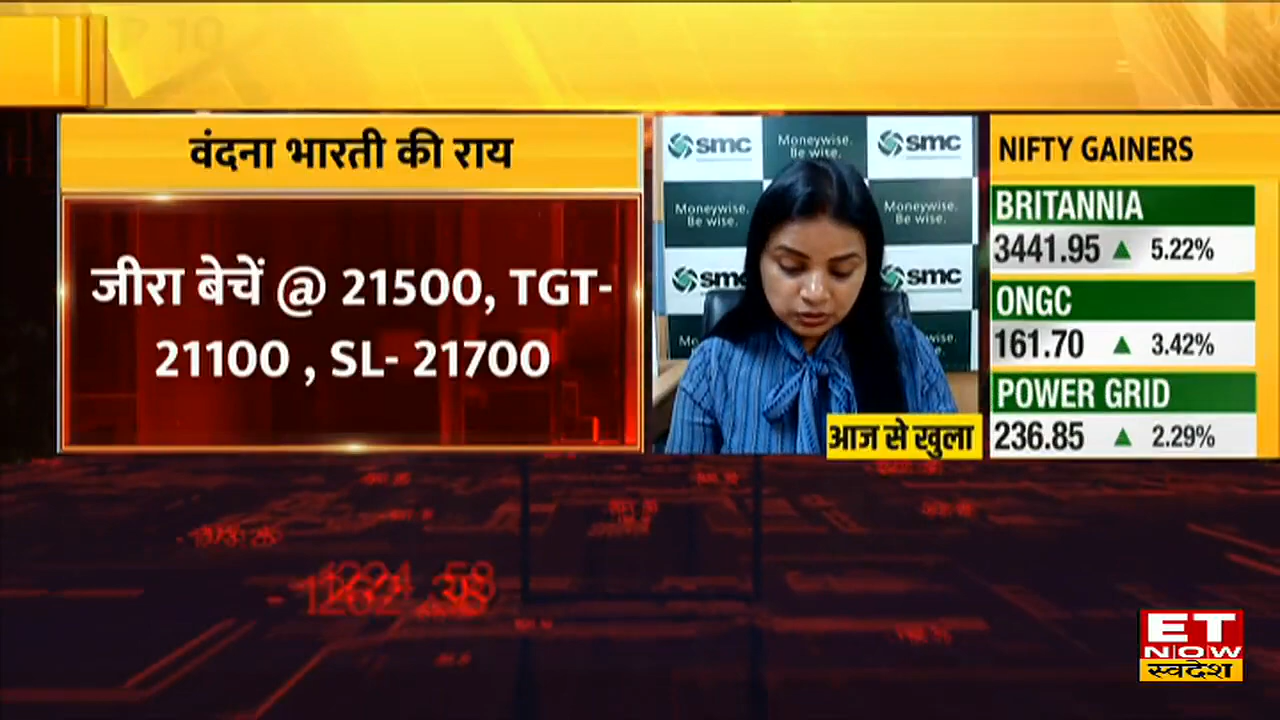 वंदना भारती की राय
जीरा बेचें @ 21500, TGT-
21100 , SL- 21700
smc
Moneywise.
Be wise.
smc
Moneywise.
Be wise.
Moneywise.
Be wise.
smc
smc
आज से खुला
NIFTY GAINERS
BRITANNIA
3441.95 ▲ 5.22%
ONGC
161.70 ▲ 3.42%
POWER GRID
236.85 ▲ 2.29%
ET
NOW
स्वदेश